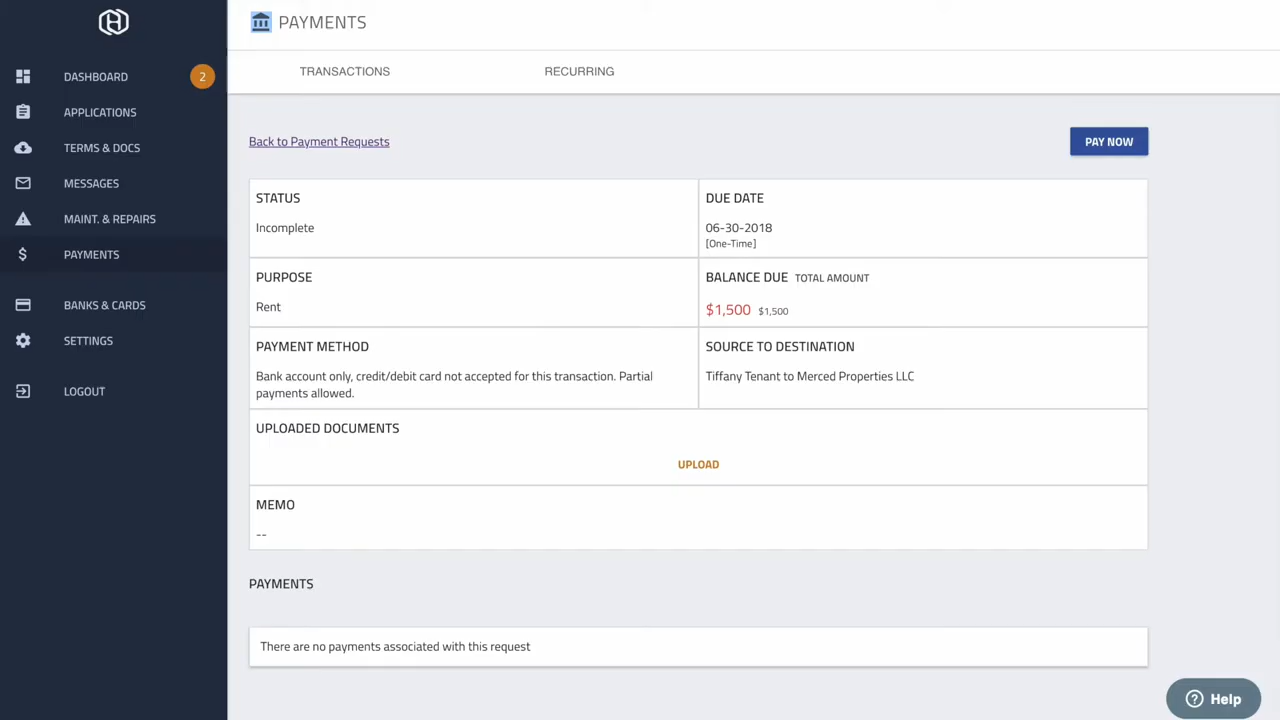 PAYMENTS
TRANSACTIONS
RECURRING
DASHBOARD
2
APPLICATIONS
TERMS & DOCS
MESSAGES
MAINT. & REPAIRS
PAYMENTS
BANKS & CARDS
SETTINGS
LOGOUT
Back to Payment Requests
PAY NOW
STATUS
Incomplete
DUE DATE
06-30-2018
[One-Time]
PURPOSE
Rent
BALANCE DUE TOTAL AMOUNT
$1,500 $1,500
PAYMENT METHOD
Bank account only, credit/debit card not accepted for this transaction. Partial
payments allowed.
SOURCE TO DESTINATION
Tiffany Tenant to Merced Properties LLC
UPLOADED DOCUMENTS
UPLOAD
MEMO
--
PAYMENTS
There are no payments associated with this request
Help